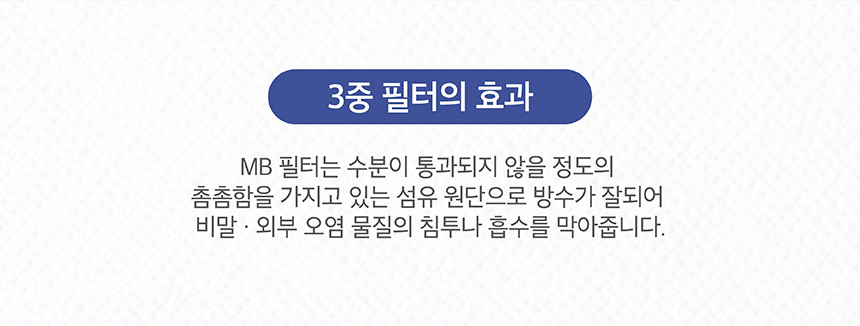 3중 필터의 효과
MB 필터는 수분이 통과되지 않을 정도의
촘촘함을 가지고 있는 섬유 원단으로 방수가 잘되어
비말 · 외부 오염 물질의 침투나 흡수를 막아줍니다.